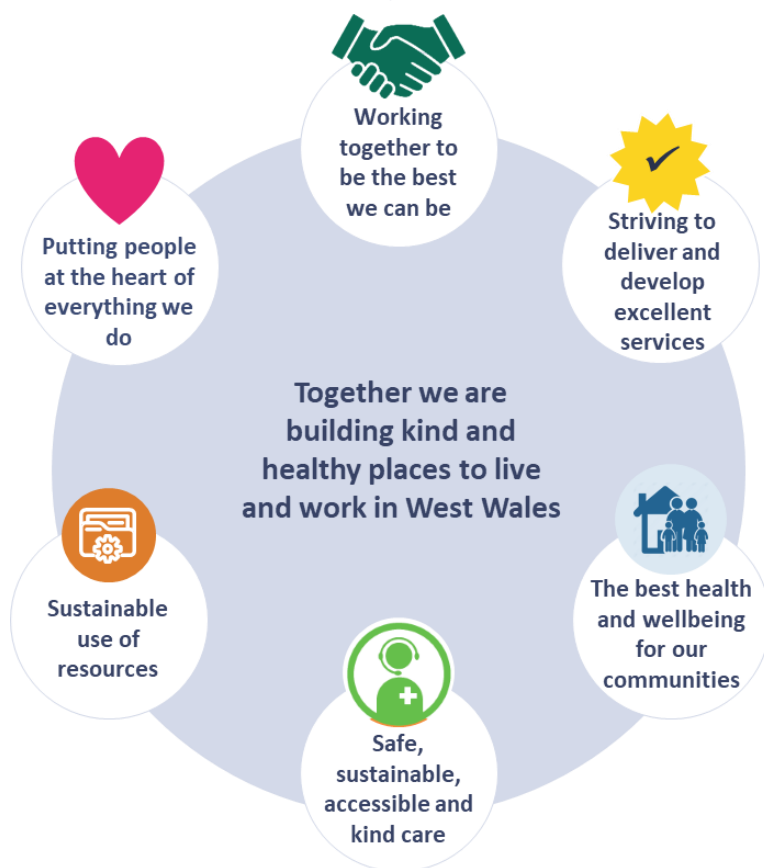 Working
together to
be the best
we can be
Striving to
deliver and
develop
excellent
services
Putting people
at the heart of
everything we
do
Together we are
building kind and
healthy places to live
and work in West Wales
The best health
and wellbeing
for our
communities
Sustainable
use of
resources
Safe,
sustainable,
accessible and
kind care